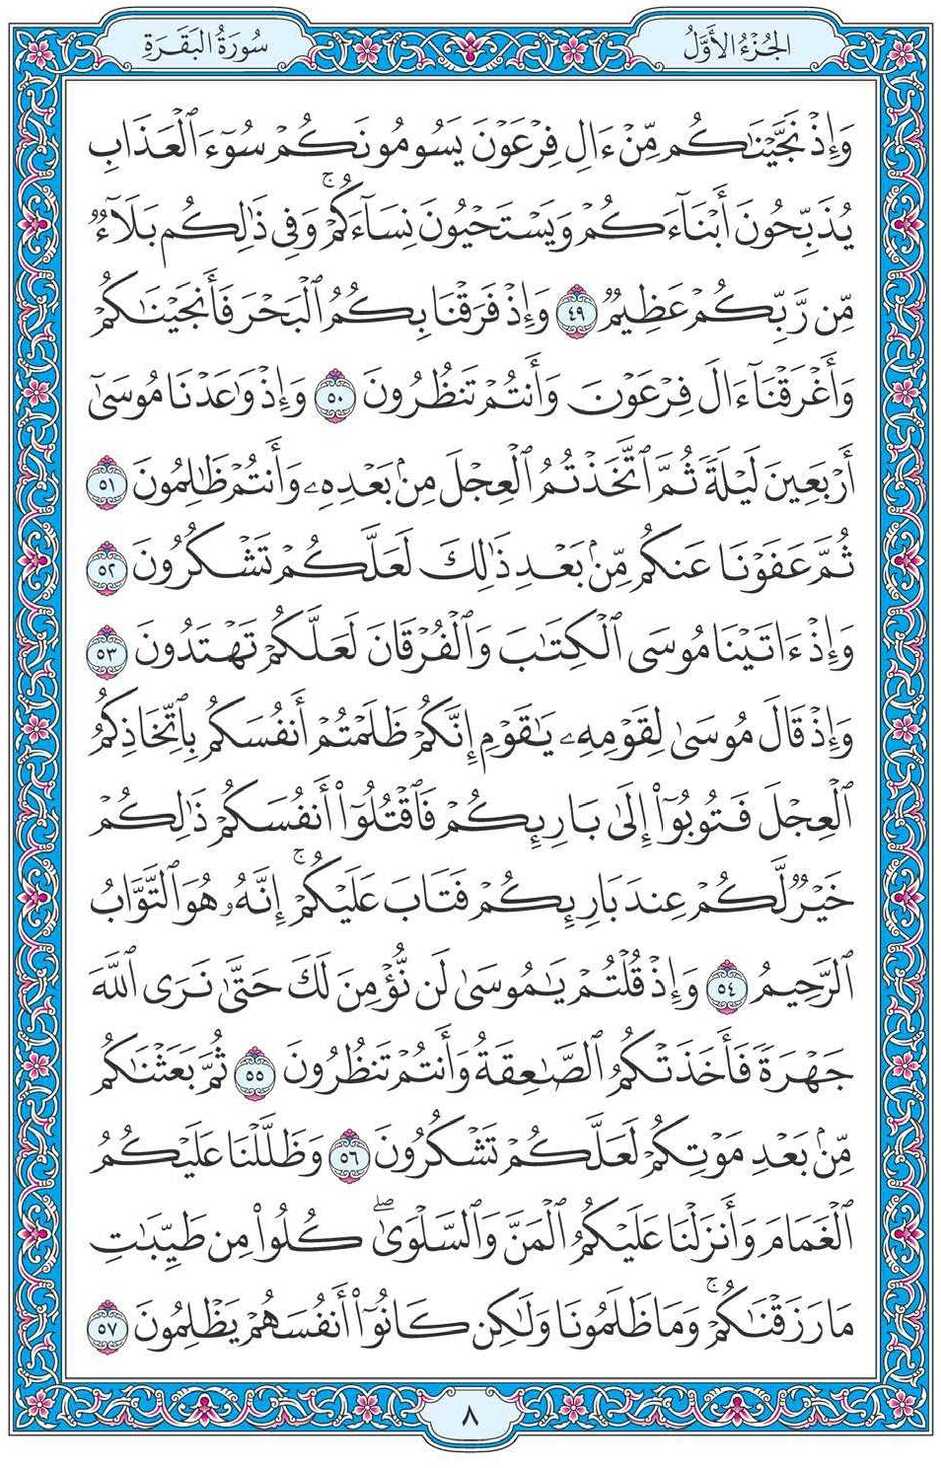 الجُزْءُ الأَوَّلُ
سُورَةُ البَقَرَةِ
وَإِذْ نَجَّيْنَٰكُم مِّنْ ءَالِ فِرْعَوْنَ يَسُومُونَكُمْ سُوٓءَ ٱلْعَذَابِ
يُذَبِّحُونَ أَبْنَآءَكُمْ وَيَسْتَحْيُونَ نِسَآءَكُمْ ۚ وَفِى ذَٰلِكُم بَلَآءٌ
مِّن رَّبِّكُمْ عَظِيمٌ ٤٩ وَإِذْ فَرَقْنَا بِكُمُ ٱلْبَحْرَ فَأَنجَيْنَٰكُمْ
وَأَغْرَقْنَآ ءَالَ فِرْعَوْنَ وَأَنتُمْ تَنظُرُونَ ٥٠ وَإِذْ وَٰعَدْنَا مُوسَىٰٓ
أَرْبَعِينَ لَيْلَةً ثُمَّ ٱتَّخَذْتُمُ ٱلْعِجْلَ مِنۢ بَعْدِهِۦ وَأَنتُمْ ظَٰلِمُونَ ٥١
ثُمَّ عَفَوْنَا عَنكُم مِّنۢ بَعْدِ ذَٰلِكَ لَعَلَّكُمْ تَشْكُرُونَ ٥٢
وَإِذْ ءَاتَيْنَا مُوسَى ٱلْكِتَٰبَ وَٱلْفُرْقَانَ لَعَلَّكُمْ تَهْتَدُونَ ٥٣
وَإِذْ قَالَ مُوسَىٰ لِقَوْمِهِۦ يَٰقَوْمِ إِنَّكُمْ ظَلَمْتُمْ أَنفُسَكُم بِٱتِّخَاذِكُمُ
ٱلْعِجْلَ فَتُوبُوٓا۟ إِلَىٰ بَارِئِكُمْ فَٱقْتُلُوٓا۟ أَنفُسَكُمْ ذَٰلِكُمْ
خَيْرٌ لَّكُمْ عِندَ بَارِئِكُمْ فَتَابَ عَلَيْكُمْ ۚ إِنَّهُۥ هُوَ ٱلتَّوَّابُ
ٱلرَّحِيمُ ٥٤ وَإِذْ قُلْتُمْ يَٰمُوسَىٰ لَن نُّؤْمِنَ لَكَ حَتَّىٰ نَرَى ٱللَّهَ
جَهْرَةً فَأَخَذَتْكُمُ ٱلصَّٰعِقَةُ وَأَنتُمْ تَنظُرُونَ ٥٥ ثُمَّ بَعَثْنَٰكُم
مِّنۢ بَعْدِ مَوْتِكُمْ لَعَلَّكُمْ تَشْكُرُونَ ٥٦ وَظَلَّلْنَا عَلَيْكُمُ
ٱلْغَمَامَ وَأَنزَلْنَا عَلَيْكُمُ ٱلْمَنَّ وَٱلسَّلْوَىٰ ۖ كُلُوا۟ مِن طَيِّبَٰتِ
مَا رَزَقْنَٰكُمْ ۚ وَمَا ظَلَمُونَا وَلَٰكِن كَانُوٓا۟ أَنفُسَهُمْ يَظْلِمُونَ ٥٧
٨